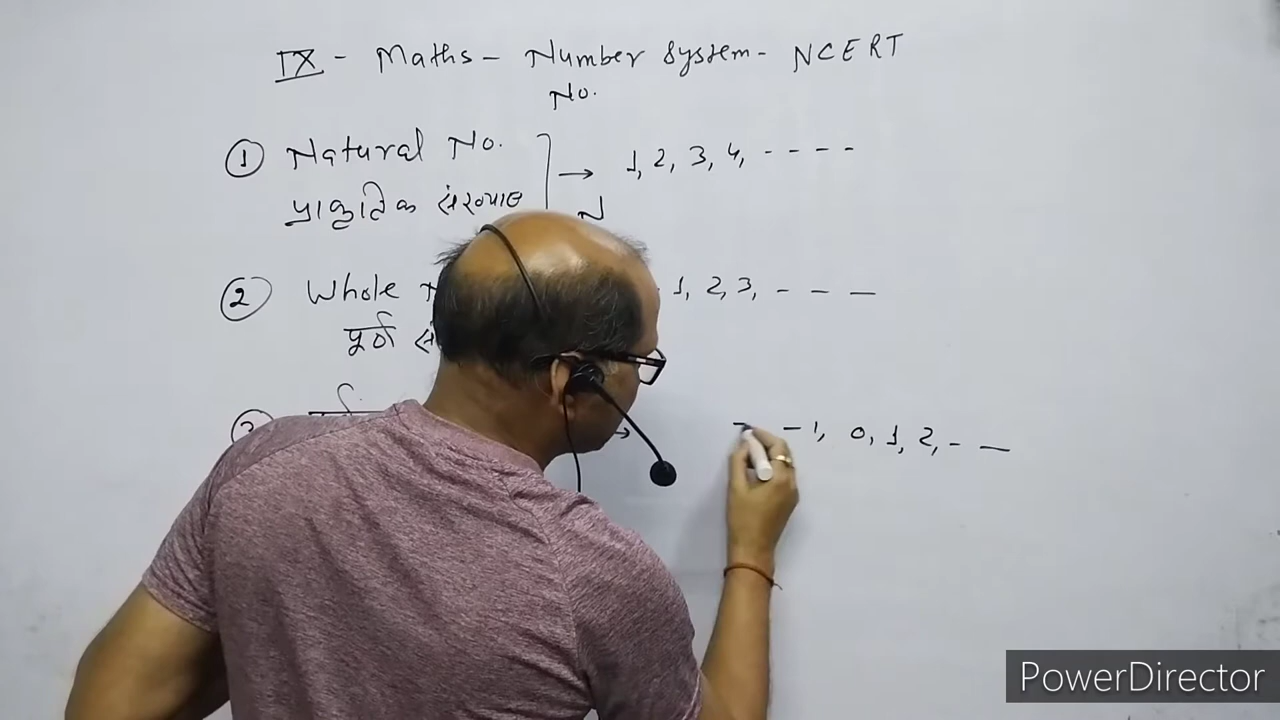 IX - Maths - Number System - NCERT
No.
① Natural No. → 1, 2, 3, 4, - - - -
प्राकृतिक संख्याएँ N
② Whole 1, 2, 3, - - -
पूर्ण
③ → - -1, 0, 1, 2, - -
PowerDirector